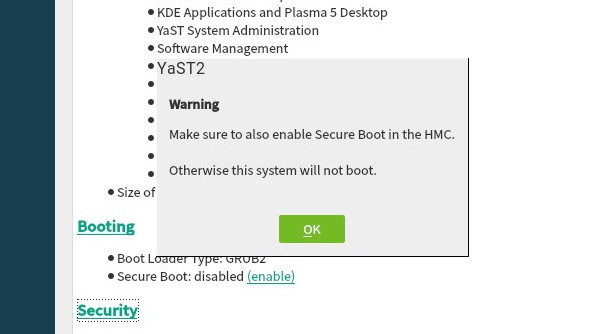 KDE Applications and Plasma 5 Desktop
YaST System Administration
Software Management
YaST2
Warning
Make sure to also enable Secure Boot in the HMC.
Otherwise this system will not boot.
OK
Size of
Booting
Boot Loader Type: GRUB2
Secure Boot: disabled (enable)
Security